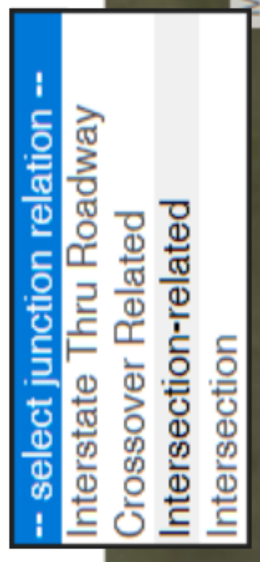 -- select junction relation --
Interstate Thru Roadway
Crossover Related
Intersection-related
Intersection